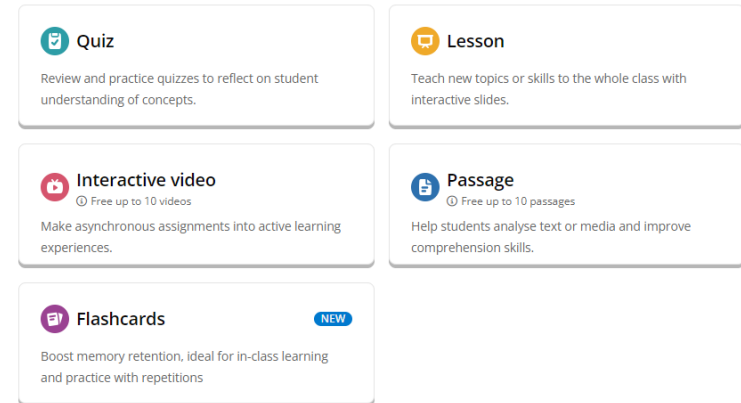 Quiz
Review and practice quizzes to reflect on student
understanding of concepts.
Lesson
Teach new topics or skills to the whole class with
interactive slides.
Interactive video
Free up to 10 videos
Make asynchronous assignments into active learning
experiences.
Passage
Free up to 10 passages
Help students analyse text or media and improve
comprehension skills.
Flashcards
NEW
Boost memory retention, ideal for in-class learning
and practice with repetitions